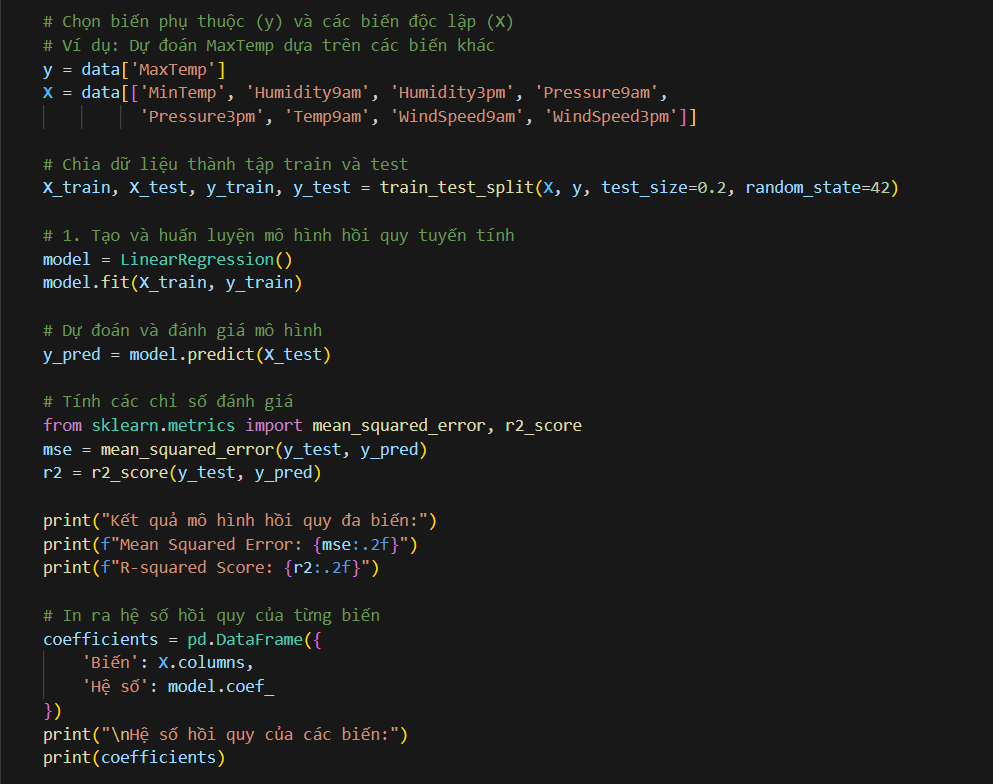 # Chọn biến phụ thuộc (y) và các biến độc lập (X)
# Ví dụ: Dự đoán MaxTemp dựa trên các biến khác
y = data['MaxTemp']
X = data[['MinTemp', 'Humidity9am', 'Humidity3pm', 'Pressure9am',
'Pressure3pm', 'Temp9am', 'WindSpeed9am', 'WindSpeed3pm']]
# Chia dữ liệu thành tập train và test
X_train, X_test, y_train, y_test = train_test_split(X, y, test_size=0.2, random_state=42)
# 1. Tạo và huấn luyện mô hình hồi quy tuyến tính
model = LinearRegression()
model.fit(X_train, y_train)
# Dự đoán và đánh giá mô hình
y_pred = model.predict(X_test)
# Tính các chỉ số đánh giá
from sklearn.metrics import mean_squared_error, r2_score
mse = mean_squared_error(y_test, y_pred)
r2 = r2_score(y_test, y_pred)
print("Kết quả mô hình hồi quy đa biến:")
print(f"Mean Squared Error: {mse:.2f}")
print(f"R-squared Score: {r2:.2f}")
# In ra hệ số hồi quy của từng biến
coefficients = pd.DataFrame({
'Biến': X.columns,
'Hệ số': model.coef_
})
print("\nHệ số hồi quy của các biến:")
print(coefficients)